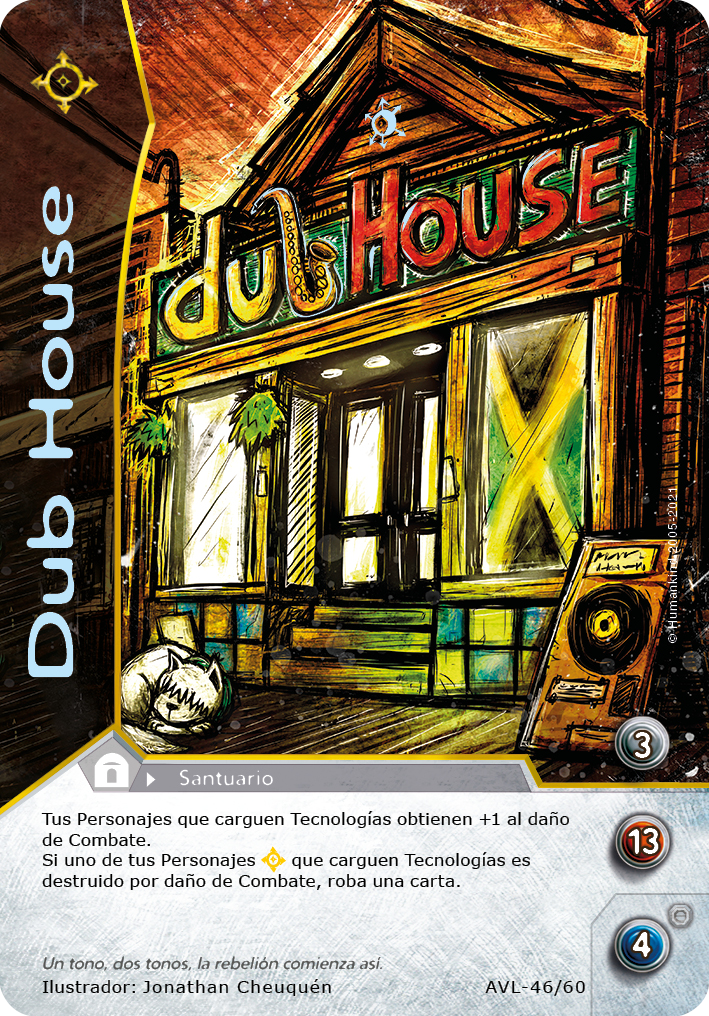 Dub House
dub HOUSE
© Humankind 2005-2021
3
Santuario
Tus Personajes que carguen Tecnologías obtienen +1 al daño
de Combate.
Si uno de tus Personajes que carguen Tecnologías es
destruido por daño de Combate, roba una carta.
13
4
Un tono, dos tonos, la rebelión comienza así.
Ilustrador: Jonathan Cheuquén AVL-46/60